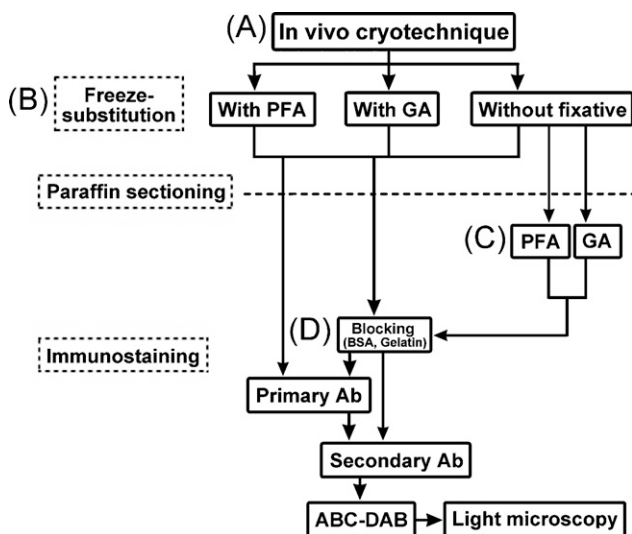 (A) In vivo cryotechnique
(B) Freeze-
substitution
With PFA With GA Without fixative
Paraffin sectioning
(C) PFA GA
(D) Blocking
(BSA, Gelatin)
Immunostaining
Primary Ab
Secondary Ab
ABC-DAB Light microscopy